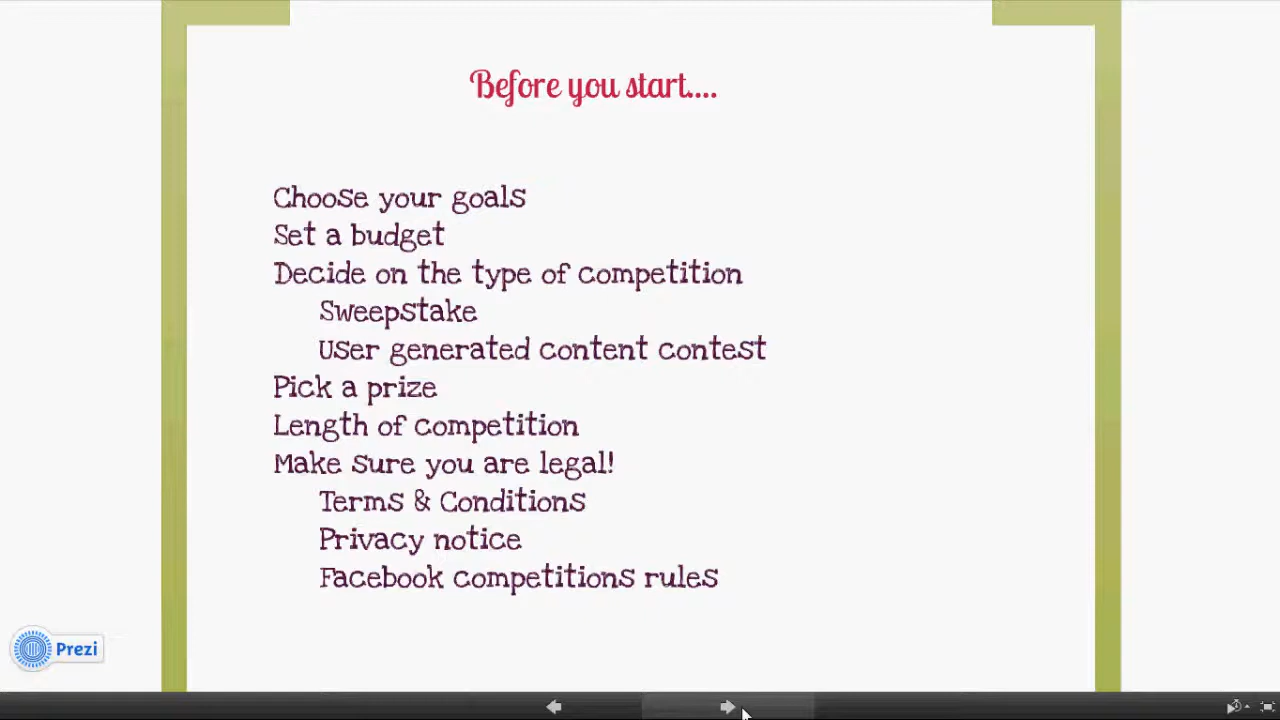 Before you start....
Choose your goals
Set a budget
Decide on the type of competition
Sweepstake
User generated content contest
Pick a prize
Length of competition
Make sure you are legal!
Terms & Conditions
Privacy notice
Facebook competitions rules
Prezi